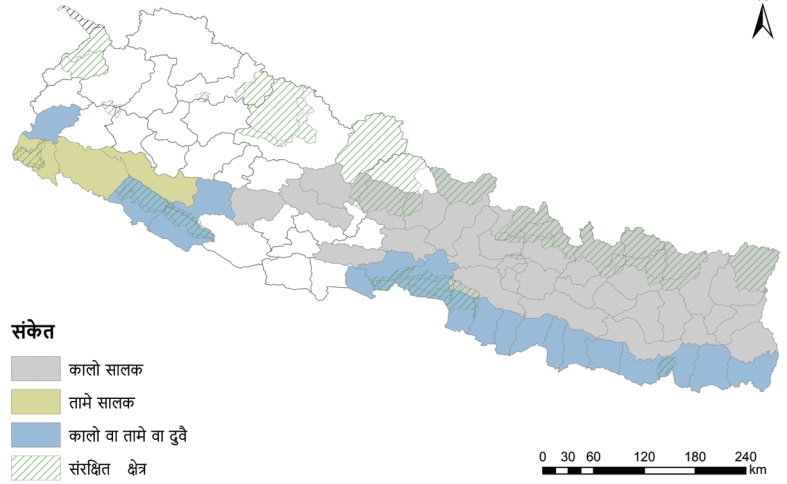 संकेत
कालो सालक
तामे सालक
कालो वा तामे वा दुवै
संरक्षित क्षेत्र
0 30 60 120 180 240 km